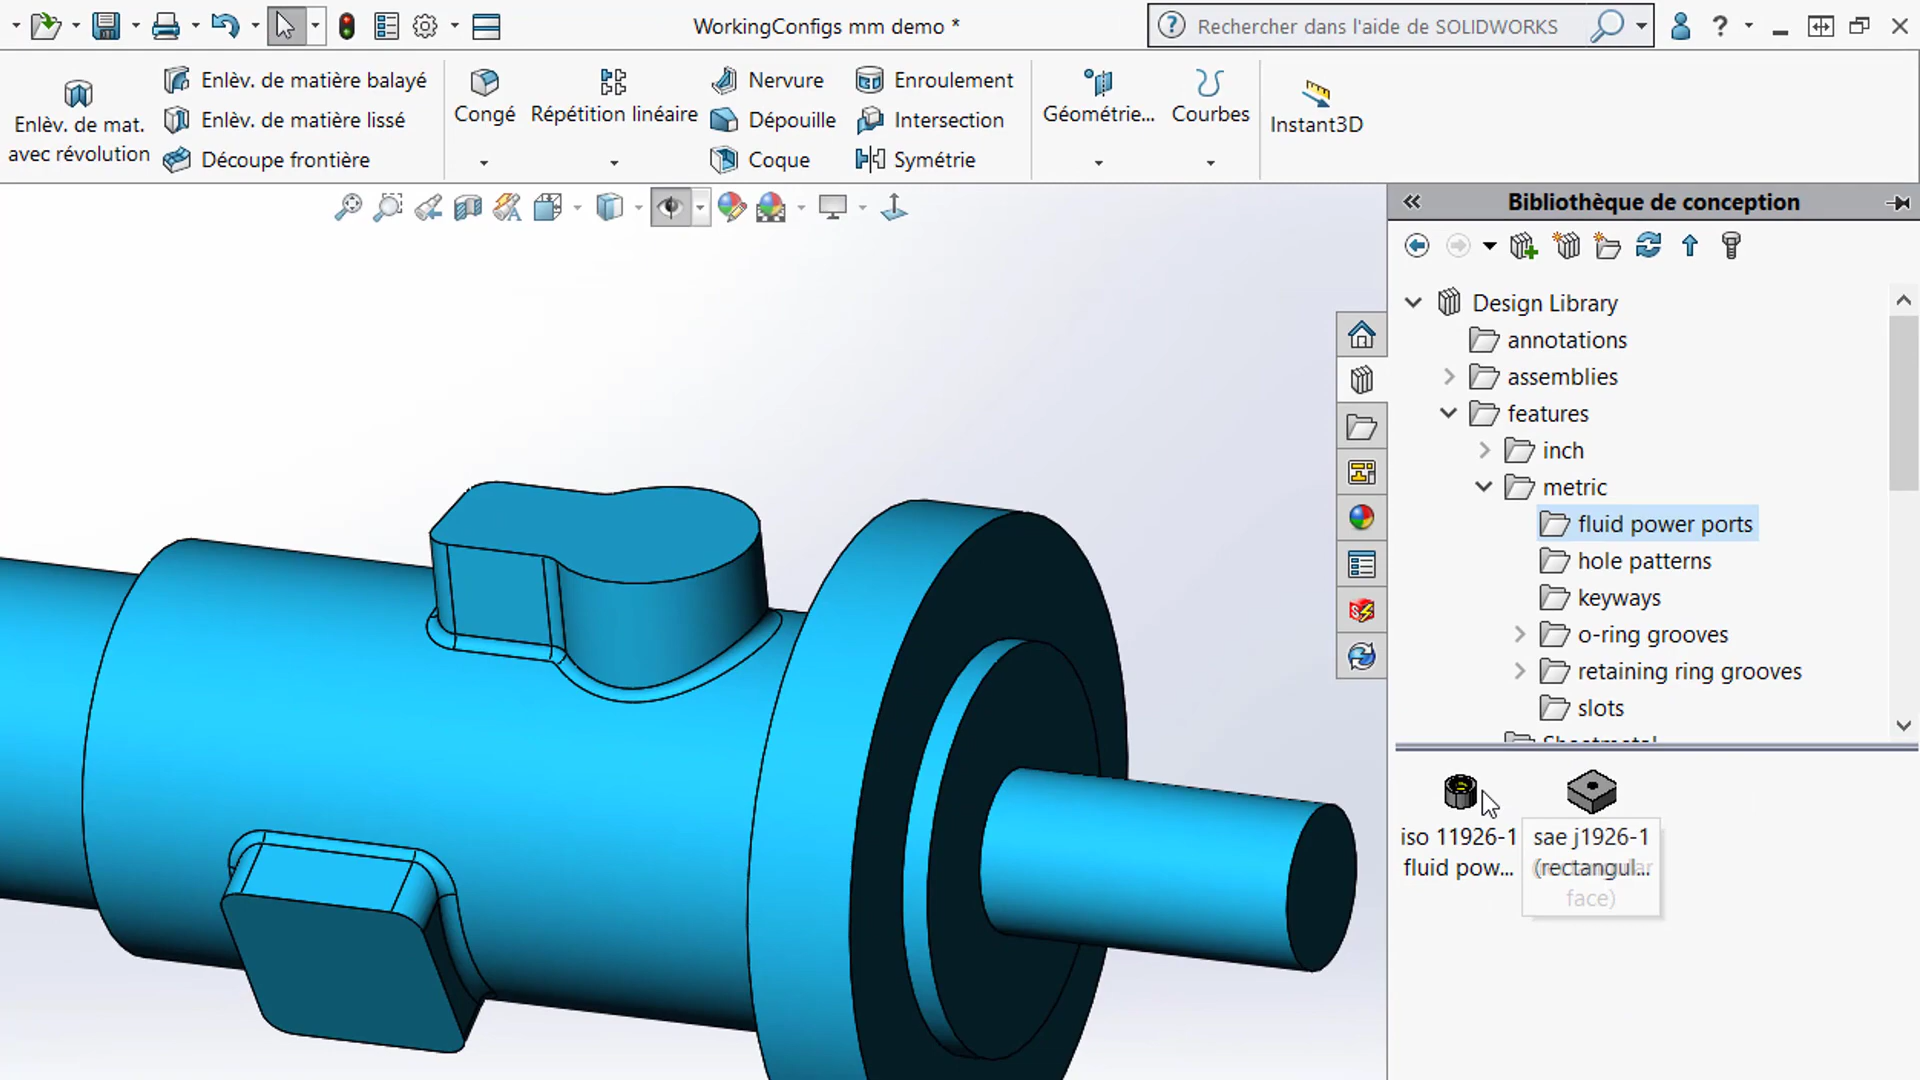 WorkingConfigs mm demo *
Rechercher dans l'aide de SOLIDWORKS
?
Enlèv. de mat.
avec révolution
Enlèv. de matière balayé
Enlèv. de matière lissé
Découpe frontière
Congé
Répétition linéaire
Nervure
Dépouille
Coque
Enroulement
Intersection
Symétrie
Géométrie...
Courbes
Instant3D
Bibliothèque de conception
Design Library
annotations
assemblies
features
inch
metric
fluid power ports
hole patterns
keyways
o-ring grooves
retaining ring grooves
slots
Sheetmetal
iso 11926-1
fluid pow...
sae j1926-1
(rectangul...
face)